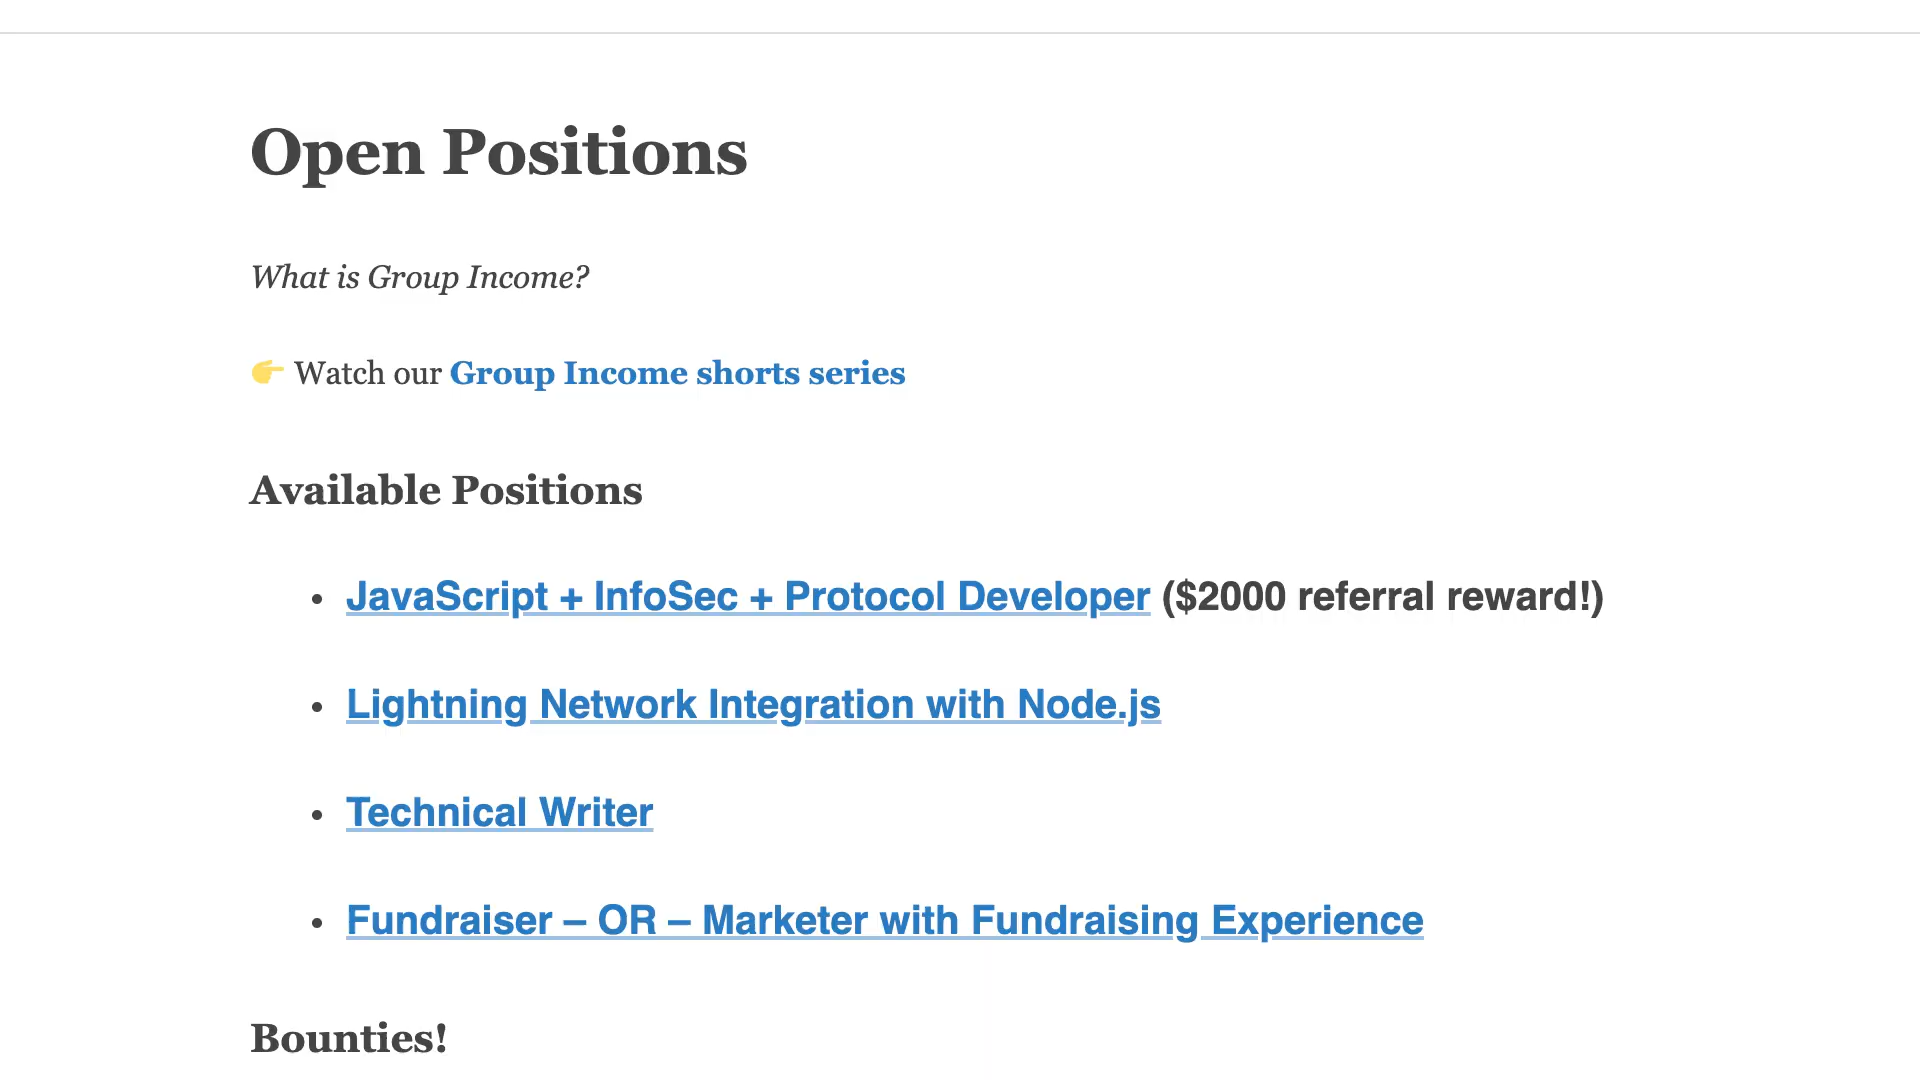 Open Positions
What is Group Income?
👉 Watch our Group Income shorts series
Available Positions
• JavaScript + InfoSec + Protocol Developer ($2000 referral reward!)
• Lightning Network Integration with Node.js
• Technical Writer
• Fundraiser – OR – Marketer with Fundraising Experience
Bounties!